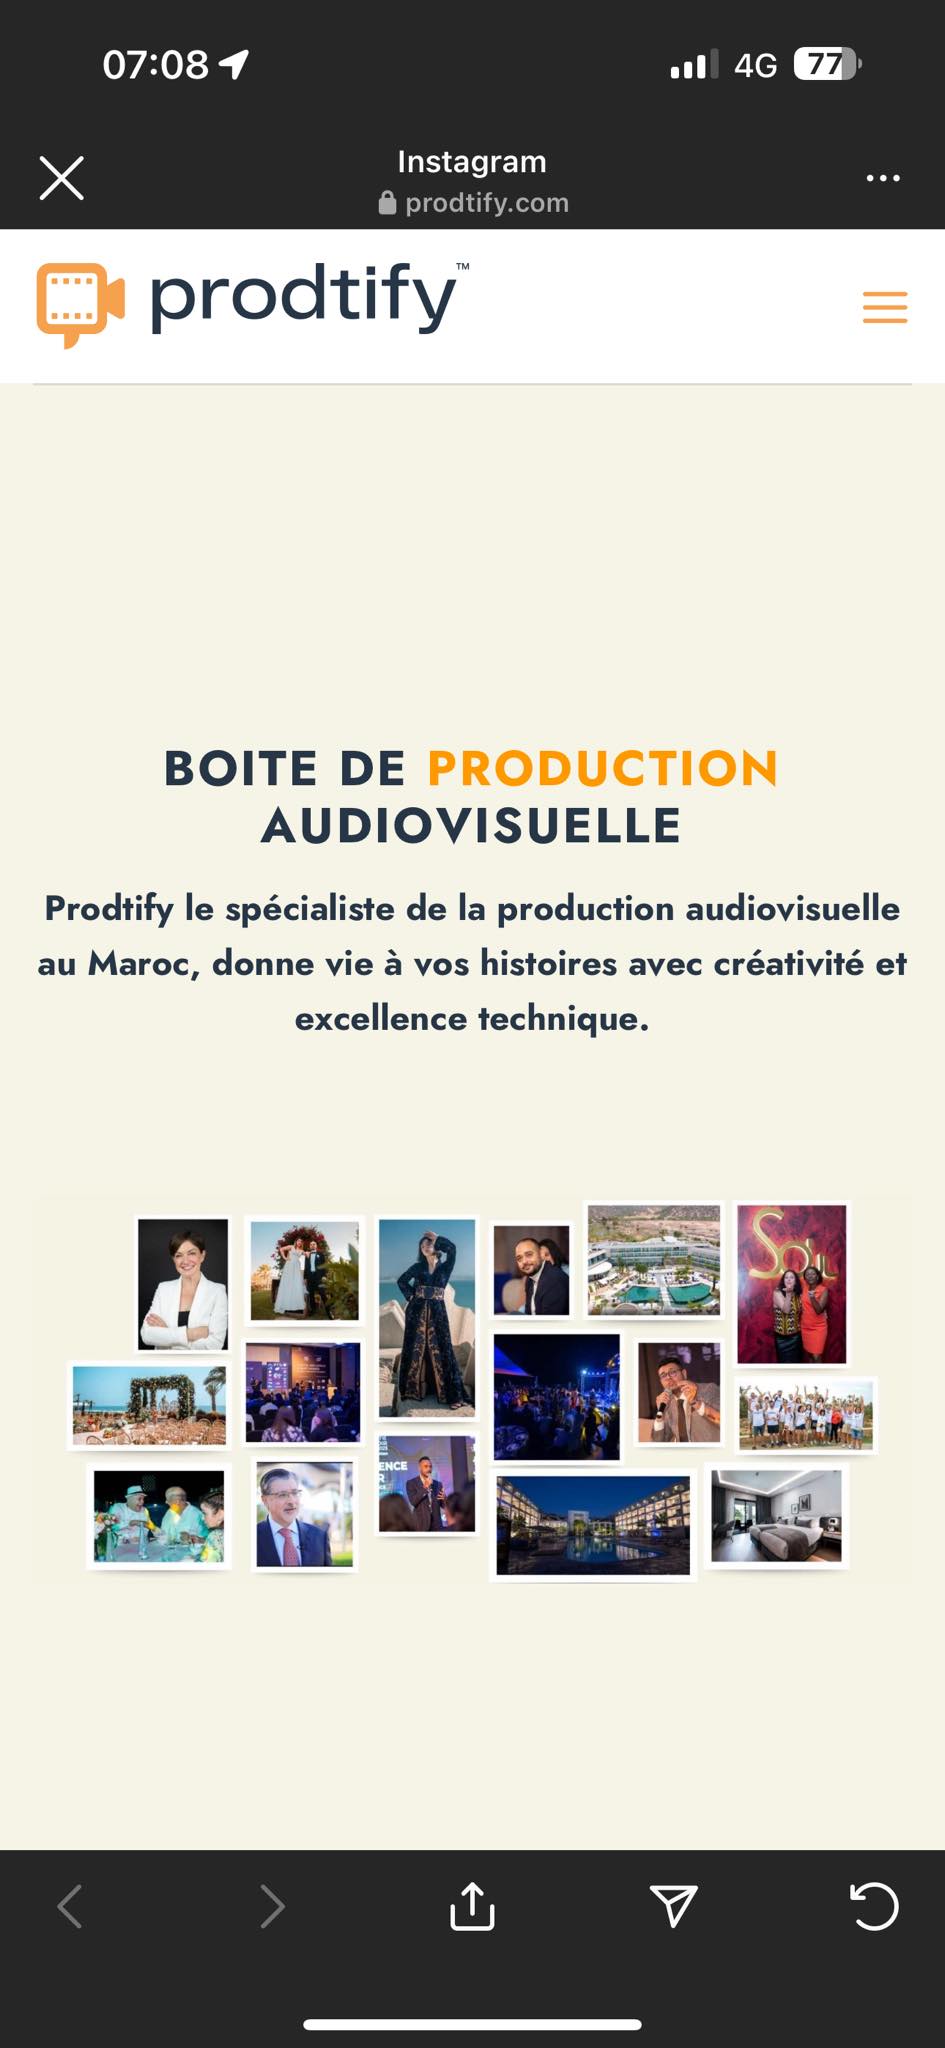 07:08
4G
77
Instagram
prodtify.com
prodtify™
BOITE DE PRODUCTION
AUDIOVISUELLE
Prodtify le spécialiste de la production audiovisuelle
au Maroc, donne vie à vos histoires avec créativité et
excellence technique.
Soul
ENCE